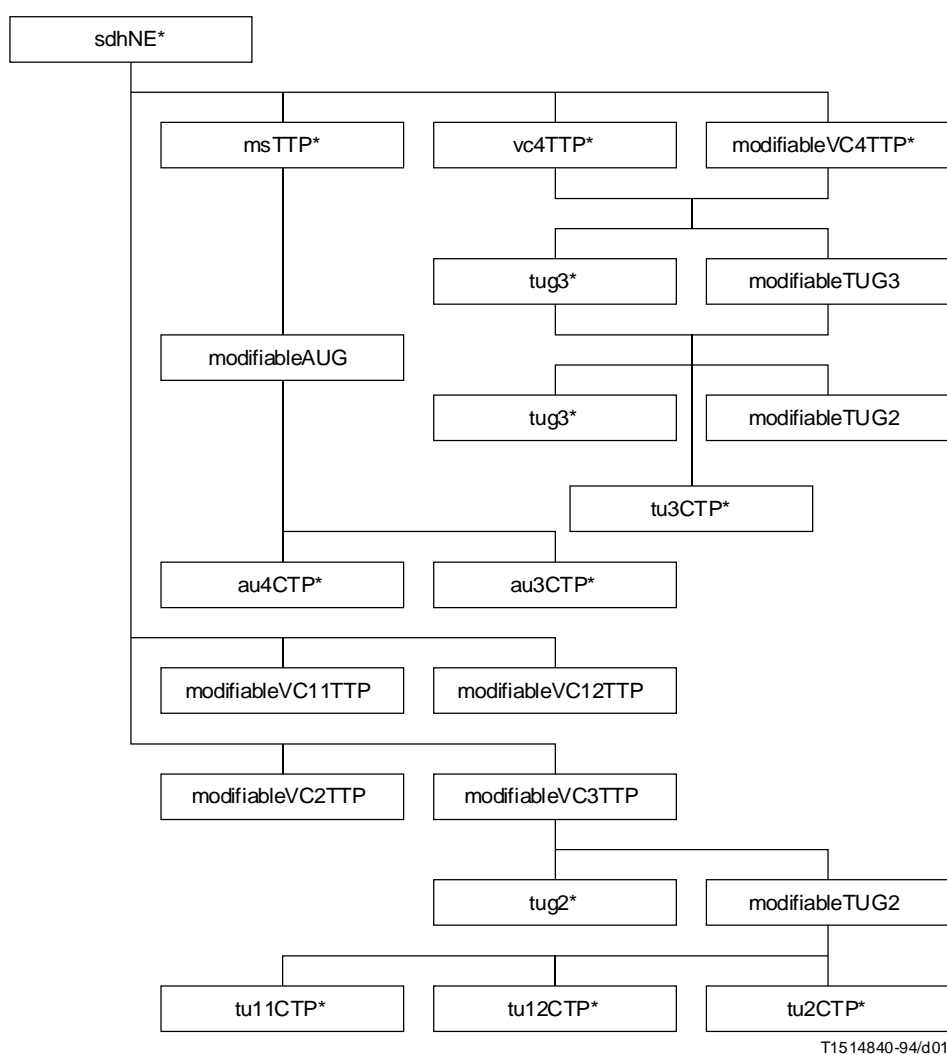 sdhNE*
msTTP*
vc4TTP*
modifiableVC4TTP*
tug3*
modifiableTUG3
modifiableAUG
tug3*
modifiableTUG2
tu3CTP*
au4CTP*
au3CTP*
modifiableVC11TTP
modifiableVC12TTP
modifiableVC2TTP
modifiableVC3TTP
tug2*
modifiableTUG2
tu11CTP*
tu12CTP*
tu2CTP*
T1514840-94/d01